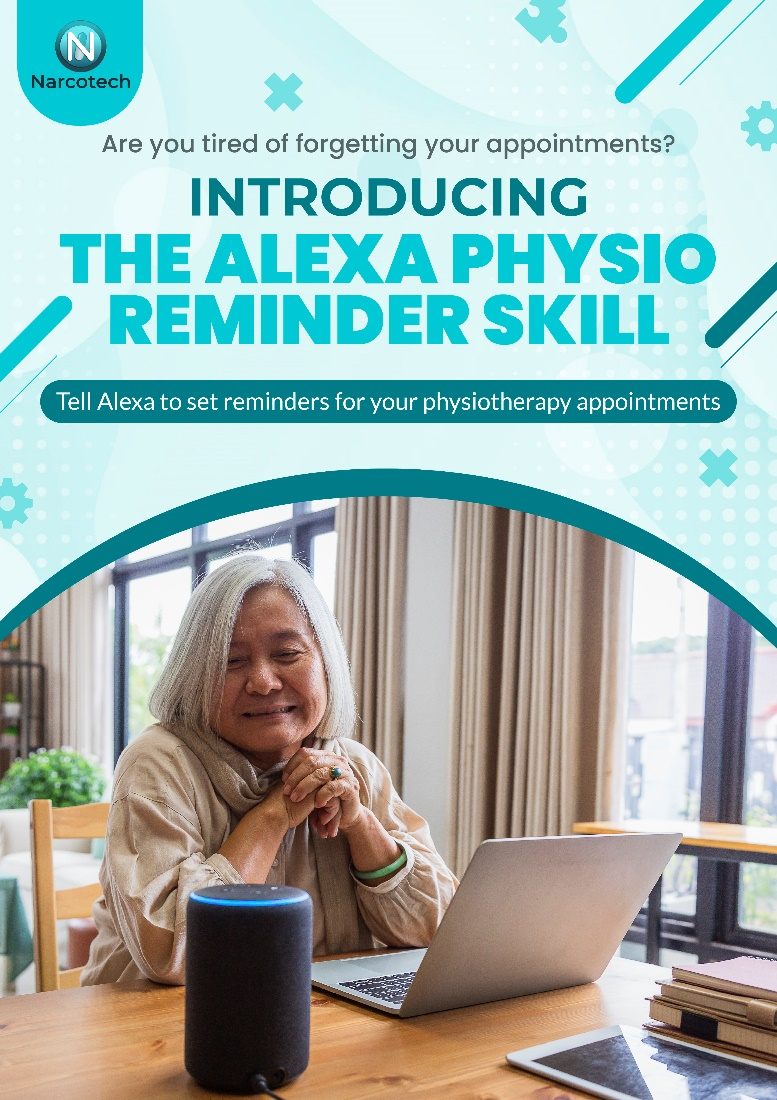 N
Narcotech
Are you tired of forgetting your appointments?
INTRODUCING
THE ALEXA PHYSIO
REMINDER SKILL
Tell Alexa to set reminders for your physiotherapy appointments